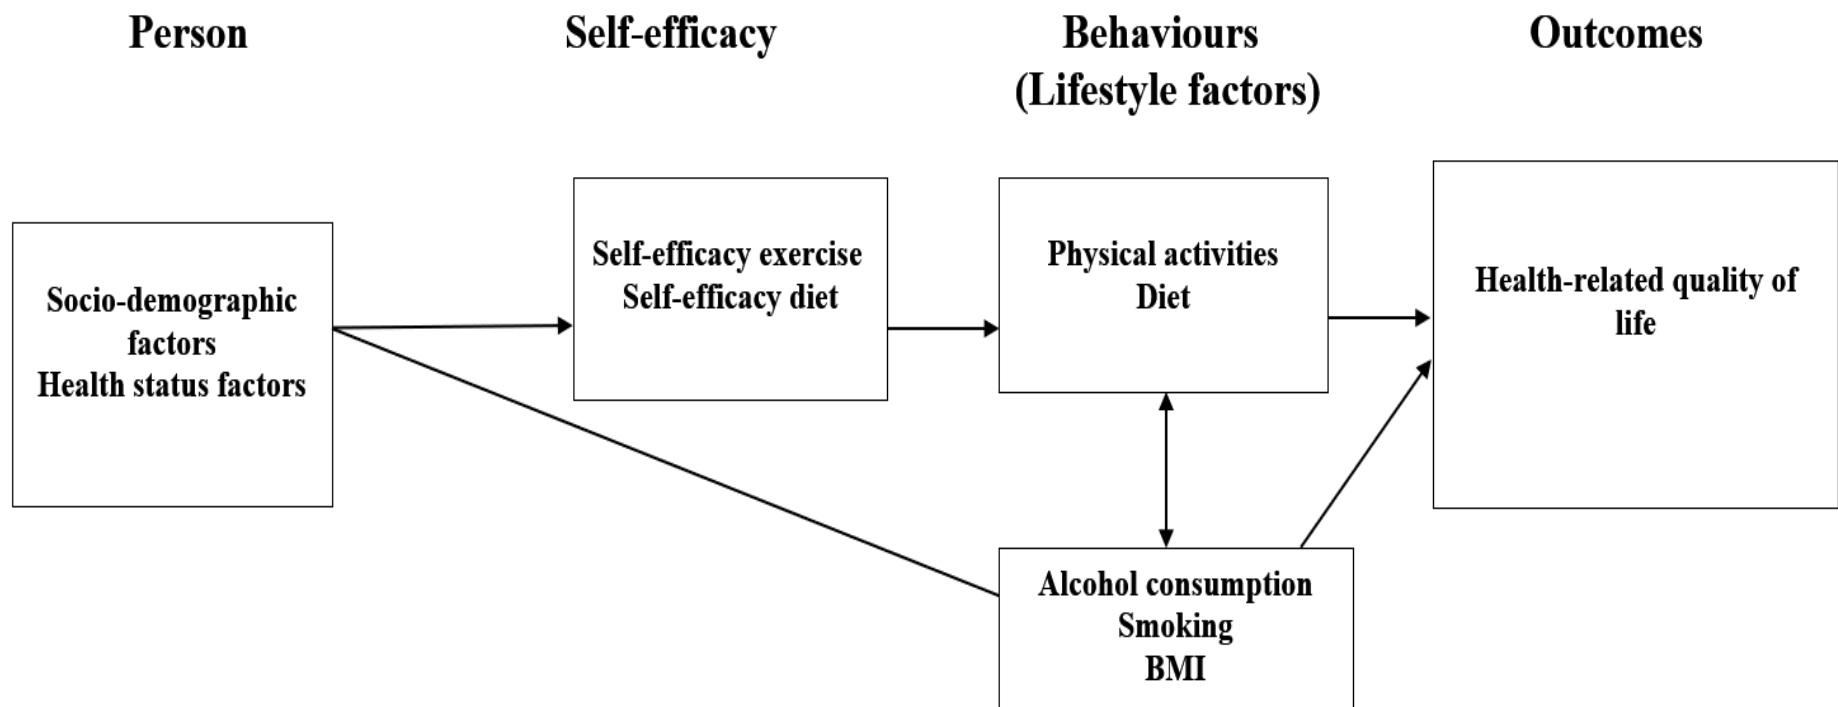 Person
Self-efficacy
Behaviours
(Lifestyle factors)
Outcomes
Socio-demographic
factors
Health status factors
Self-efficacy exercise
Self-efficacy diet
Physical activities
Diet
Health-related quality of
life
Alcohol consumption
Smoking
BMI